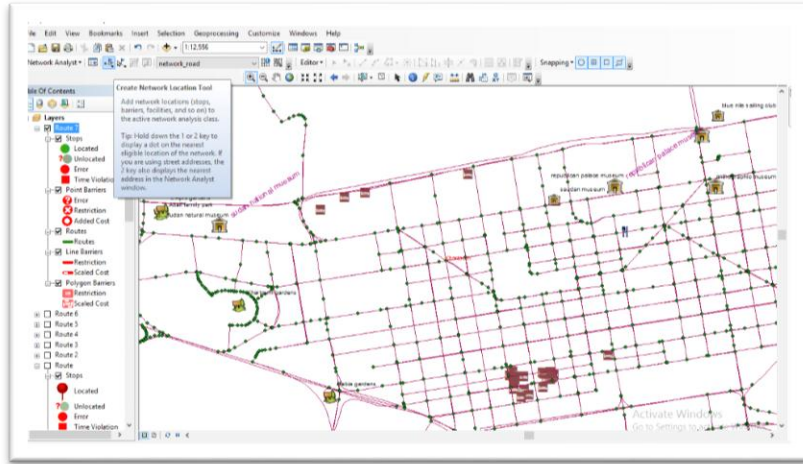 File Edit View Bookmarks Insert Selection Geoprocessing Customize Windows Help
1:12,556
Network Analyst network_road Editor Snapping
Create Network Location Tool
Add network locations (stops, barriers, facilities, and so on) to the active network analysis class.
Tip: Hold down the 1 or 2 key to display a dot on the nearest eligible location of the network. If you are using street addresses, the 2 key also displays the nearest address in the Network Analyst window.
Table Of Contents
Layers
Route 7
Stops
Located
Unlocated
Error
Time Violation
Point Barriers
Error
Restriction
Added Cost
Routes
Routes
Line Barriers
Restriction
Scaled Cost
Polygon Barriers
Restriction
Scaled Cost
Route 6
Route 5
Route 4
Route 3
Route 2
Route
Stops
Located
Unlocated
Error
Time Violation
blue nile sailing club
republican palace museum
sudan museum
family park
sudan natural museum
gardens
gardens
Activate Windows
Go to Settings to